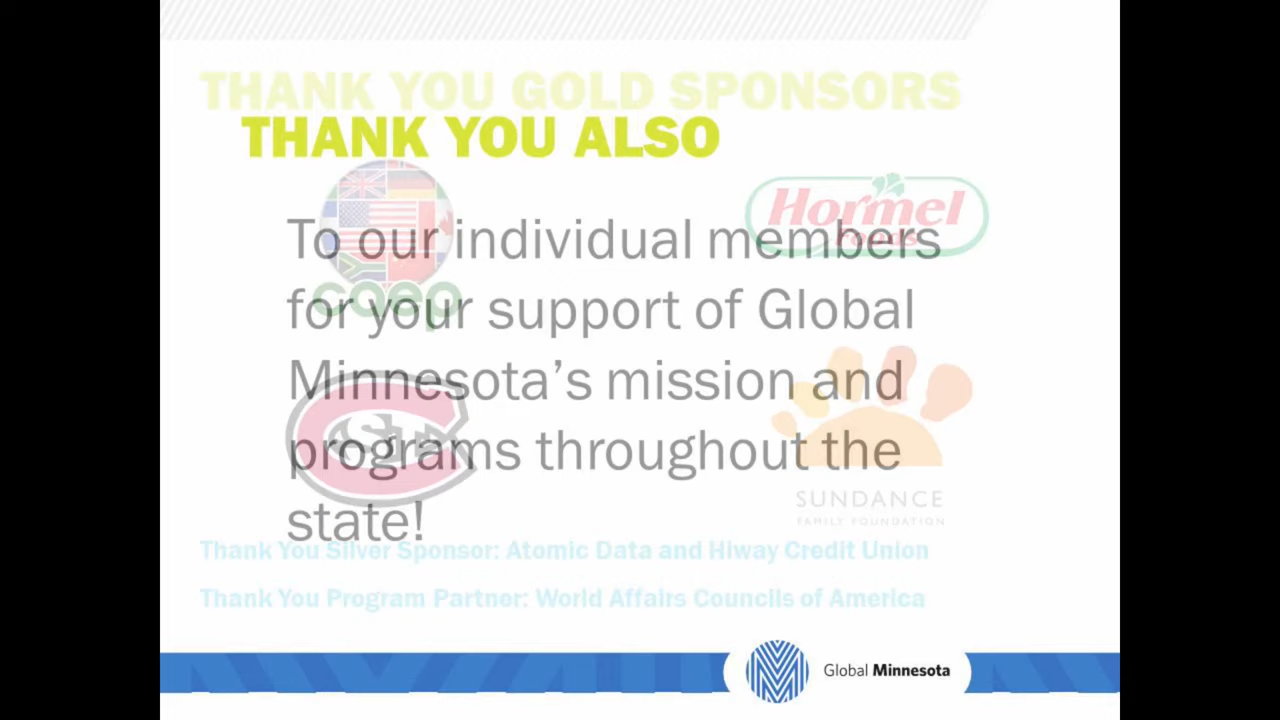 THANK YOU GOLD SPONSORS
THANK YOU ALSO
Hormel
Foods
To our individual members
caep
for your support of Global
Minnesota’s mission and
programs throughout the
SUNDANCE
FAMILY FOUNDATION
state!
Thank You Silver Sponsor: Atomic Data and Hiway Credit Union
Thank You Program Partner: World Affairs Councils of America
Global Minnesota